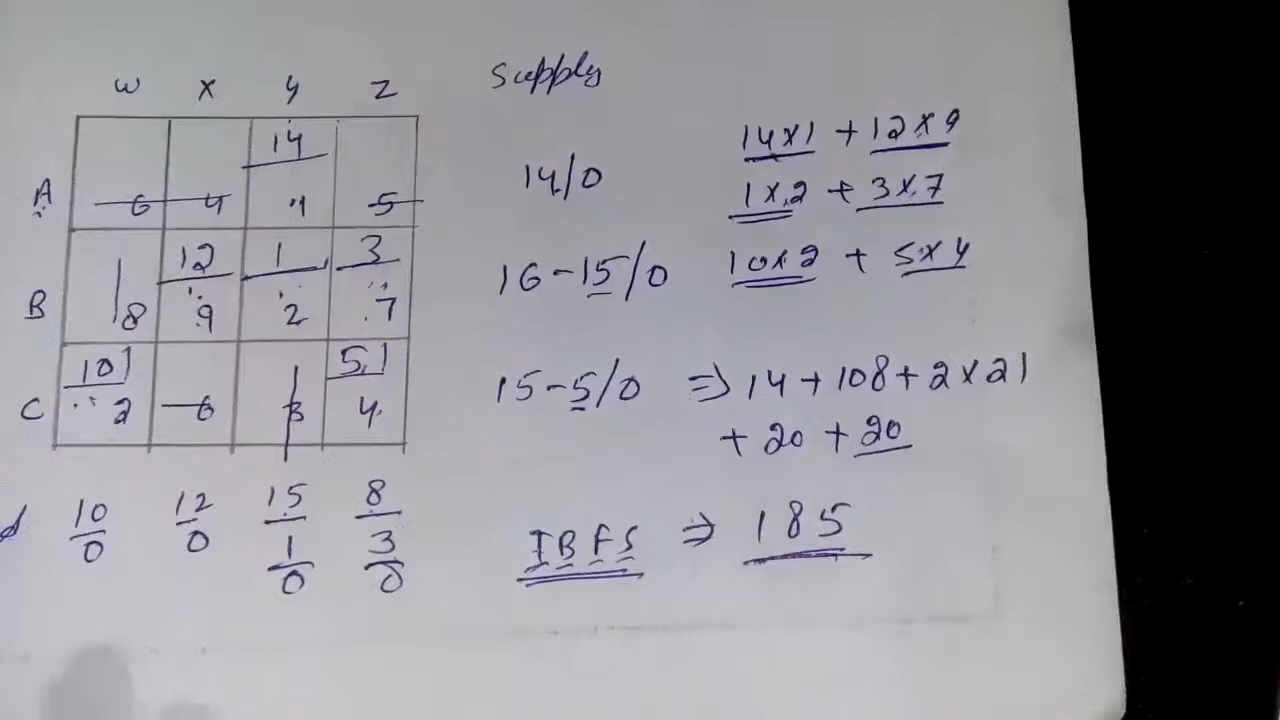 W X Y Z Supply
14
A 6 4 1 5 14/0
12 1 3
B 8 9 2 7 16-15/0
10 5
C 2 6 3 4 15-5/0
d 10 12 15 8
0 0 1 3
0 0
14x1 + 12x9
1x2 + 3x7
10x2 + 5x4
=> 14+108+2x21
+ 20 + 20
IBFS => 185